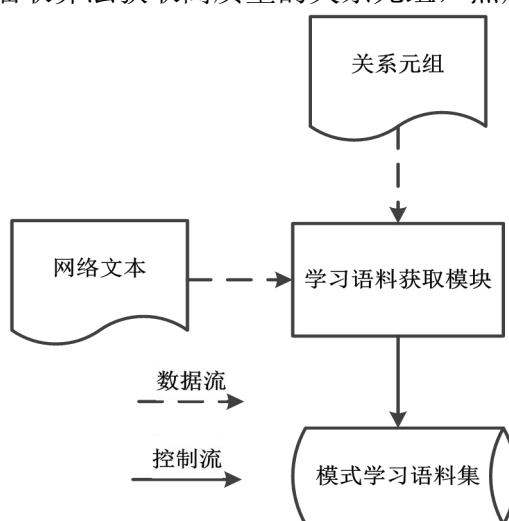 关系元组
网络文本
学习语料获取模块
数据流
控制流
模式学习语料集